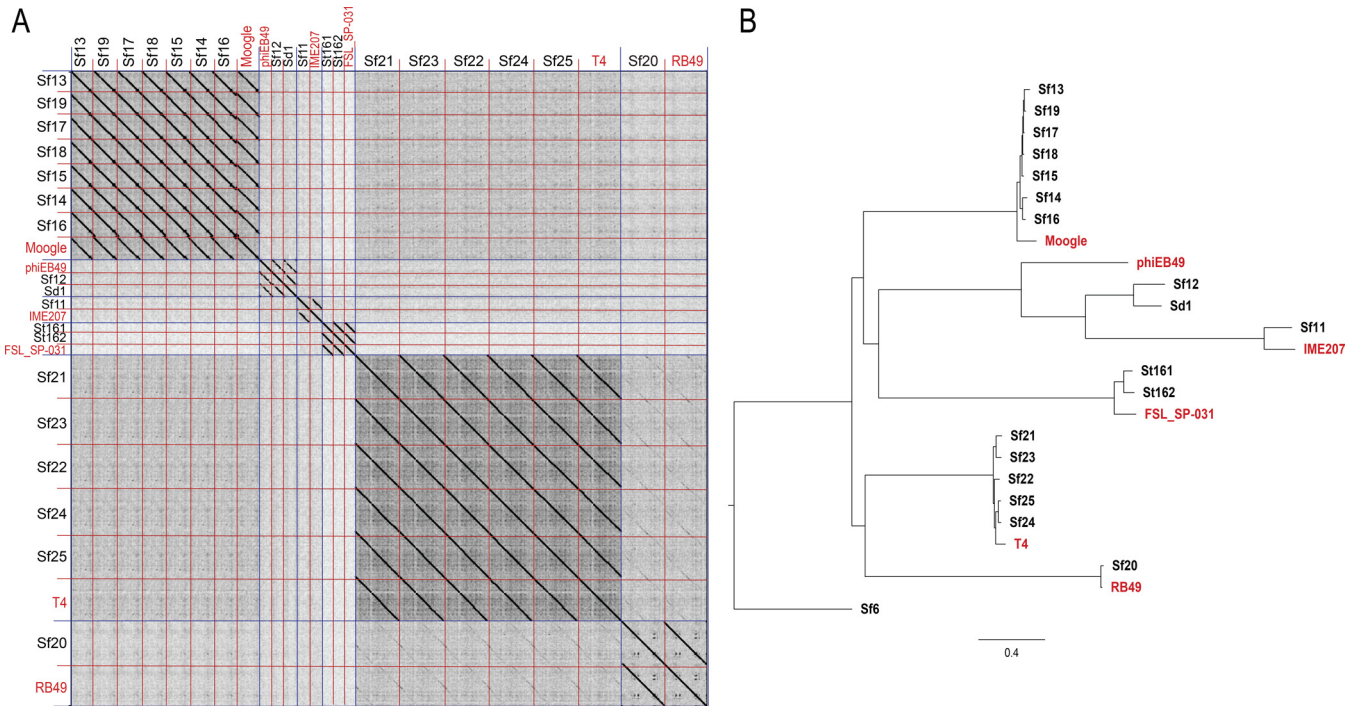 A
Sf13
Sf19
Sf17
Sf18
Sf15
Sf14
Sf16
Moogle
phiEB49
Sf12
Sd1
Sf11
IME207
St161
St162
FSL_SP-031
Sf21
Sf23
Sf22
Sf24
Sf25
T4
Sf20
RB49
Sf13
Sf19
Sf17
Sf18
Sf15
Sf14
Sf16
Moogle
phiEB49
Sf12
Sd1
Sf11
IME207
St161
St162
FSL_SP-031
Sf21
Sf23
Sf22
Sf24
Sf25
T4
Sf20
RB49
B
Sf13
Sf19
Sf17
Sf18
Sf15
Sf14
Sf16
Moogle
phiEB49
Sf12
Sd1
Sf11
IME207
St161
St162
FSL_SP-031
Sf21
Sf23
Sf22
Sf25
Sf24
T4
Sf20
RB49
Sf6
0.4